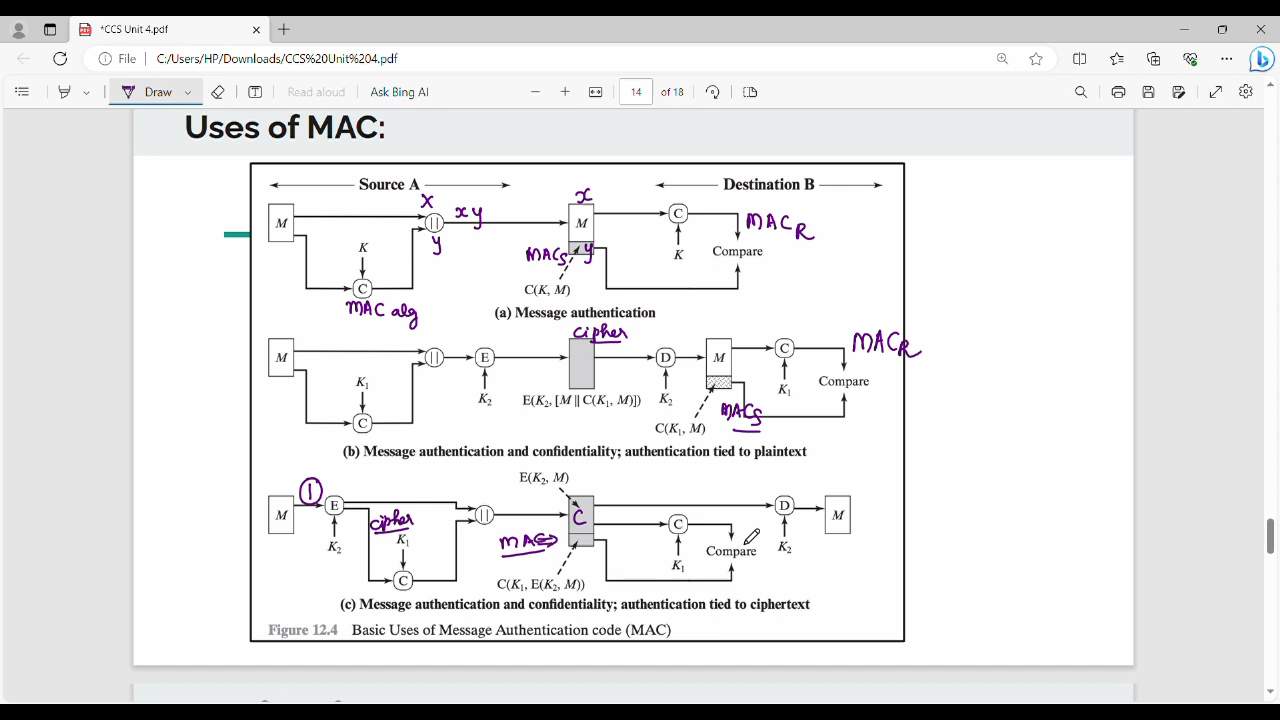 *CCS Unit 4.pdf
File C:/Users/HP/Downloads/CCS%20Unit%204.pdf
Draw Read aloud Ask Bing AI 14 of 18
Uses of MAC:
Source A Destination B
x x
M x y M C MAC R
K y MAC S y K Compare
C C(K, M)
MAC alg
(a) Message authentication
cipher
M || E D M C MAC R
K1 K2 E(K2, [M || C(K1, M)]) K2 K1 Compare
C C(K1, M) MAC S
(b) Message authentication and confidentiality; authentication tied to plaintext
E(K2, M)
M 1 E || C D M
cipher C
K2 K1 MAC Compare K2
K1
C C(K1, E(K2, M))
(c) Message authentication and confidentiality; authentication tied to ciphertext
Figure 12.4 Basic Uses of Message Authentication code (MAC)